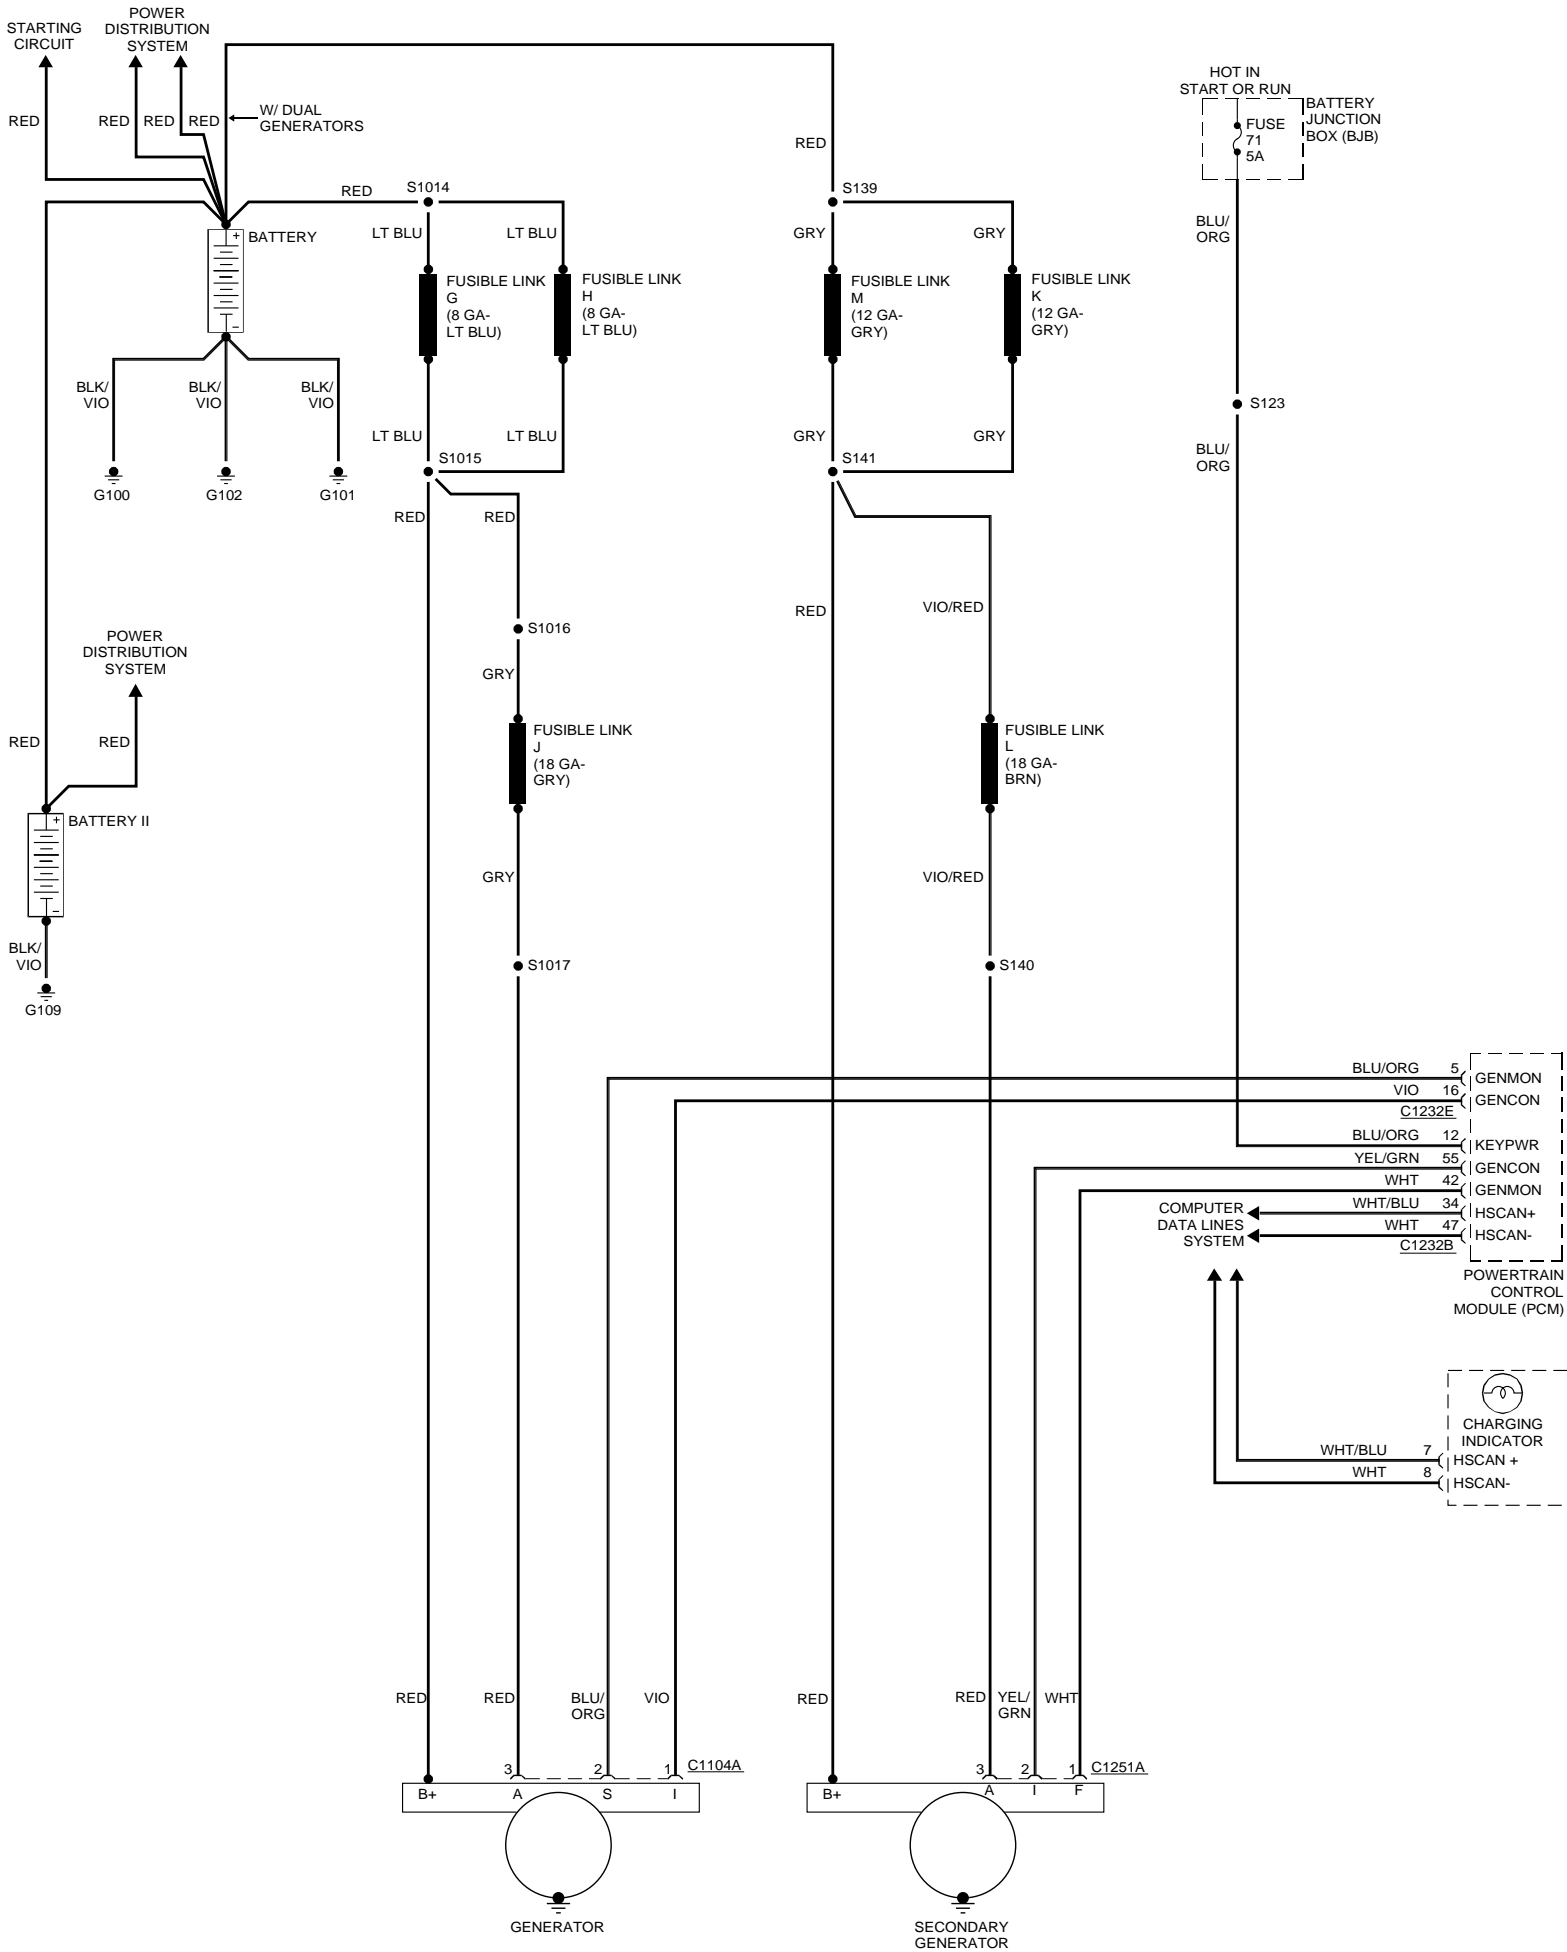 STARTING
CIRCUIT
POWER
DISTRIBUTION
SYSTEM
RED
RED
RED
RED
W/ DUAL
GENERATORS
HOT IN
START OR RUN
BATTERY
JUNCTION
BOX (BJB)
FUSE
71
5A
RED
RED
S1014
S139
+
BATTERY
-
LT BLU
LT BLU
GRY
GRY
BLU/
ORG
FUSIBLE LINK
G
(8 GA-
LT BLU)
FUSIBLE LINK
H
(8 GA-
LT BLU)
FUSIBLE LINK
M
(12 GA-
GRY)
FUSIBLE LINK
K
(12 GA-
GRY)
BLK/
VIO
BLK/
VIO
BLK/
VIO
S123
LT BLU
LT BLU
GRY
GRY
BLU/
ORG
S1015
S141
G100
G102
G101
RED
RED
RED
VIO/RED
S1016
POWER
DISTRIBUTION
SYSTEM
GRY
RED
RED
FUSIBLE LINK
J
(18 GA-
GRY)
FUSIBLE LINK
L
(18 GA-
BRN)
+
BATTERY II
-
GRY
VIO/RED
BLK/
VIO
S1017
S140
G109
BLU/ORG 5 GENMON
VIO 16 GENCON
C1232E
BLU/ORG 12 KEYPWR
YEL/GRN 55 GENCON
WHT 42 GENMON
WHT/BLU 34 HSCAN+
WHT 47 HSCAN-
C1232B
COMPUTER
DATA LINES
SYSTEM
POWERTRAIN
CONTROL
MODULE (PCM)
CHARGING
INDICATOR
WHT/BLU 7 HSCAN +
WHT 8 HSCAN-
RED
RED
BLU/
ORG
VIO
RED
RED
YEL/
GRN
WHT
3 2 1 C1104A
3 2 1 C1251A
B+ A S I
B+ A I F
GENERATOR
SECONDARY
GENERATOR